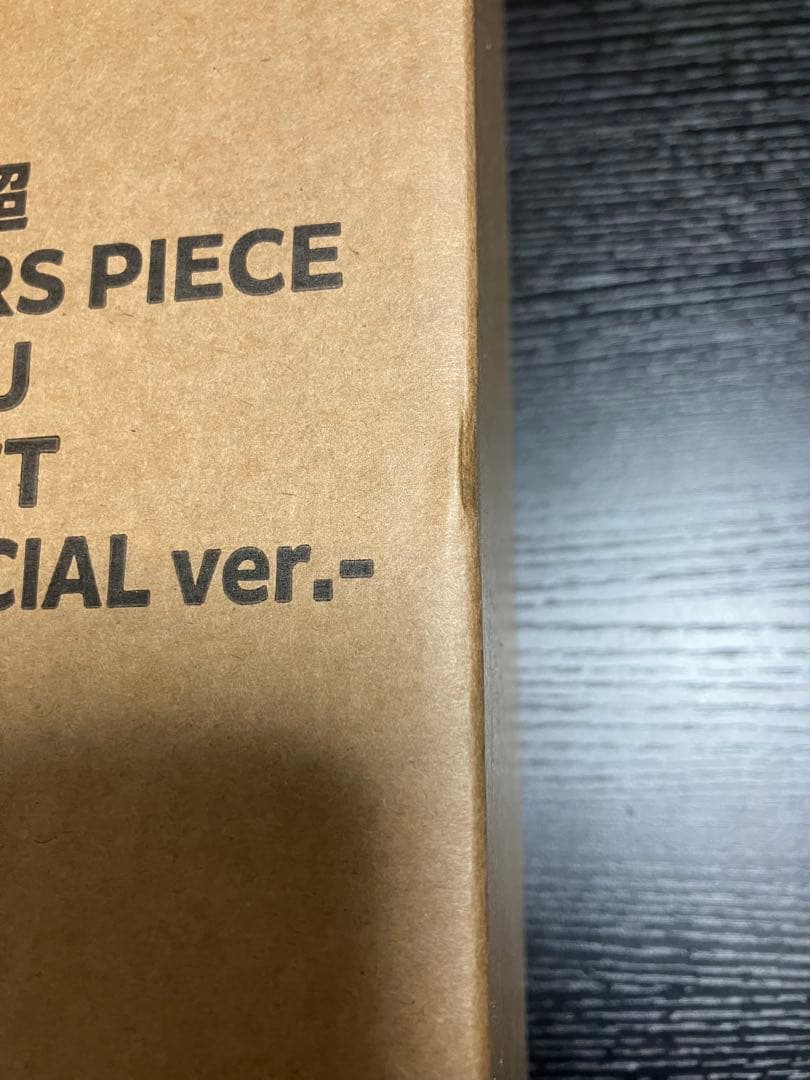 RS PIECE
U
T
CIAL ver.-